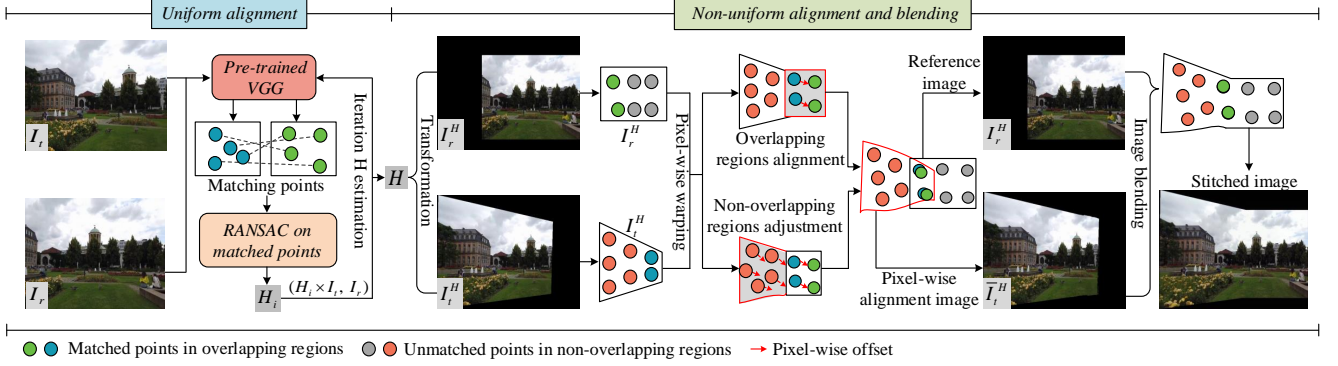 Uniform alignment
Non-uniform alignment and blending
I_t
I_r
Pre-trained
VGG
Matching points
RANSAC on
matched points
H_i
(H_i × I_t, I_r)
Iteration H estimation
H
Transformation
I_r^H
I_t^H
I_r^H
I_t^H
Pixel-wise warping
Overlapping
regions alignment
Non-overlapping
regions adjustment
Reference
image
Pixel-wise
alignment image
I_r^H
Ī_t^H
Image blending
Stitched image
Matched points in overlapping regions
Unmatched points in non-overlapping regions
Pixel-wise offset